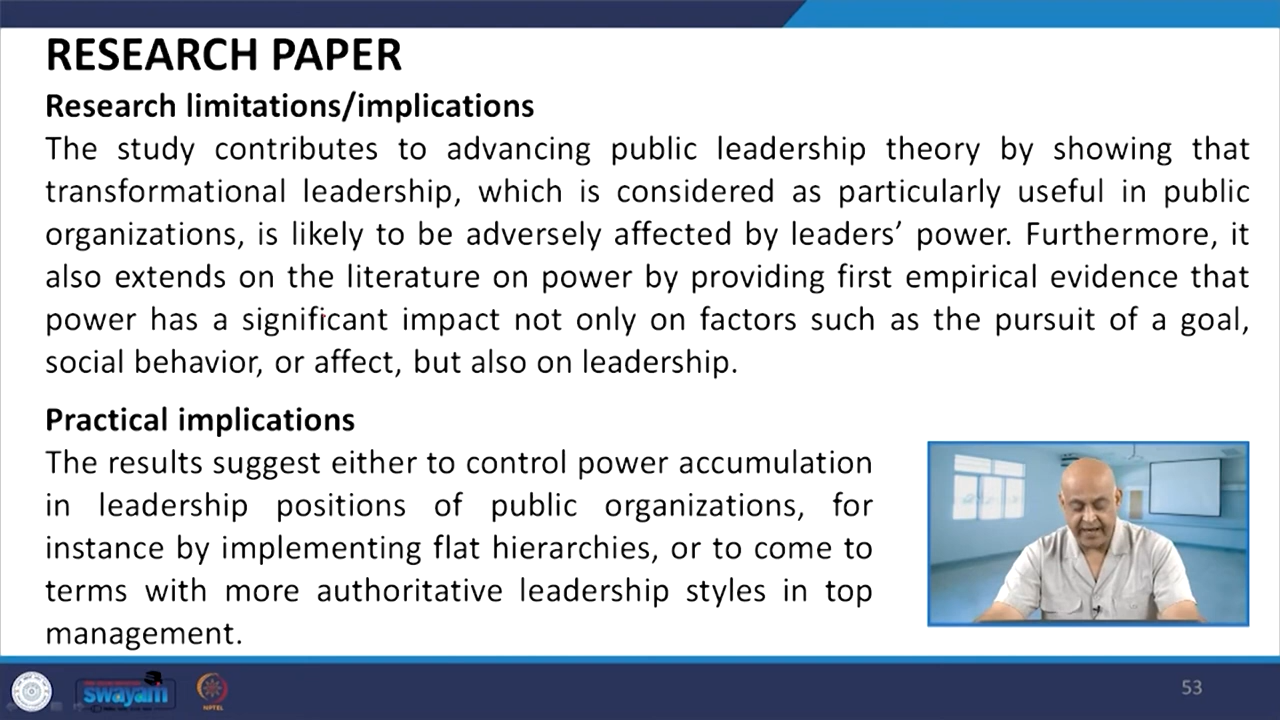 RESEARCH PAPER
Research limitations/implications
The study contributes to advancing public leadership theory by showing that
transformational leadership, which is considered as particularly useful in public
organizations, is likely to be adversely affected by leaders’ power. Furthermore, it
also extends on the literature on power by providing first empirical evidence that
power has a significant impact not only on factors such as the pursuit of a goal,
social behavior, or affect, but also on leadership.
Practical implications
The results suggest either to control power accumulation
in leadership positions of public organizations, for
instance by implementing flat hierarchies, or to come to
terms with more authoritative leadership styles in top
management.
swayam
NPTEL
53